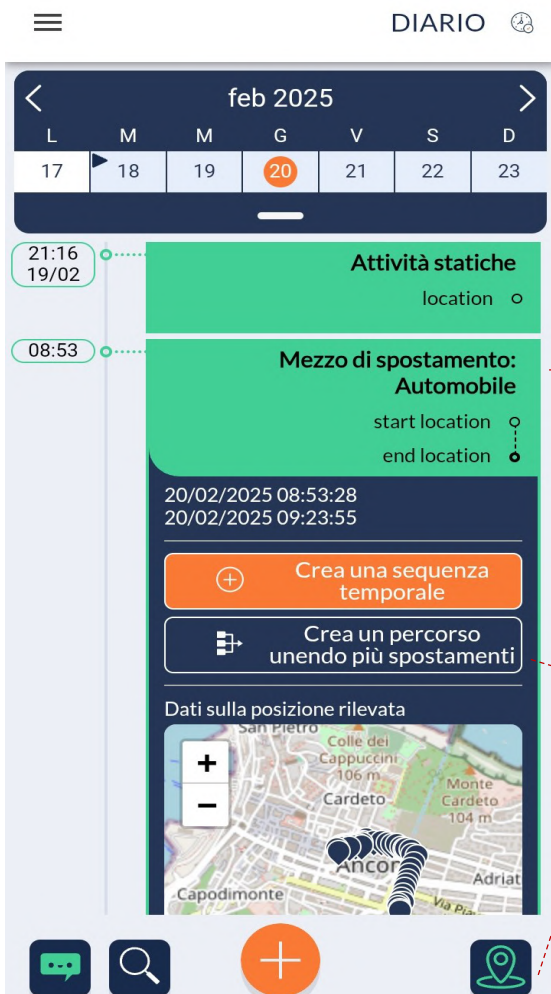 DIARIO
feb 2025
L M M G V S D
17 18 19 20 21 22 23
21:16
19/02
Attività statiche
location
08:53
Mezzo di spostamento:
Automobile
start location
end location
20/02/2025 08:53:28
20/02/2025 09:23:55
Crea una sequenza
temporale
Crea un percorso
unendo più spostamenti
Dati sulla posizione rilevata
San Pietro
Colle dei
Cappuccini
106 m
Monte
Cardeto
104 m
Cardeto
+
−
Adriat
Capodimonte